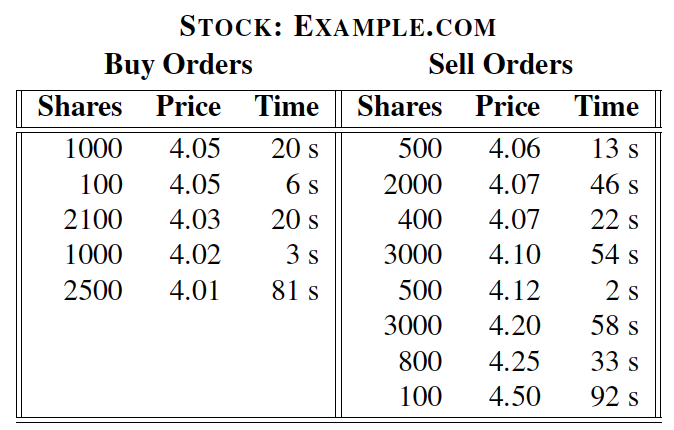 STOCK: EXAMPLE.COM
Buy Orders Sell Orders
Shares Price Time Shares Price Time
1000 4.05 20 s 500 4.06 13 s
100 4.05 6 s 2000 4.07 46 s
2100 4.03 20 s 400 4.07 22 s
1000 4.02 3 s 3000 4.10 54 s
2500 4.01 81 s 500 4.12 2 s
3000 4.20 58 s
800 4.25 33 s
100 4.50 92 s